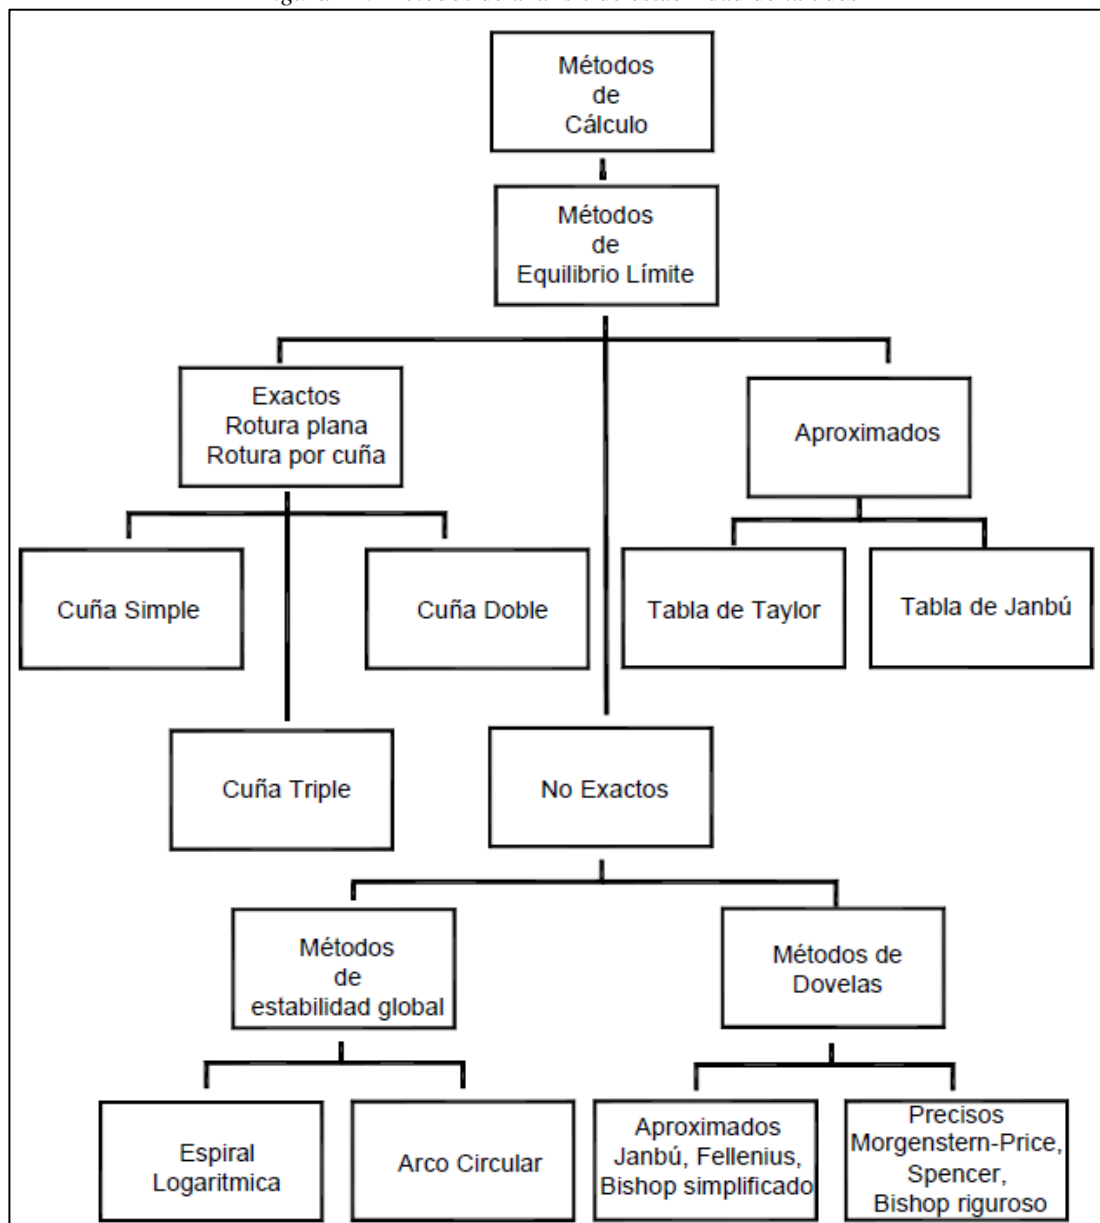 Métodos
de
Cálculo
Métodos
de
Equilibrio Límite
Exactos
Rotura plana
Rotura por cuña
Aproximados
Cuña Simple
Cuña Doble
Tabla de Taylor
Tabla de Janbú
Cuña Triple
No Exactos
Métodos
de
estabilidad global
Métodos de
Dovelas
Espiral
Logaritmica
Arco Circular
Aproximados
Janbú, Fellenius,
Bishop simplificado
Precisos
Morgenstern-Price,
Spencer,
Bishop riguroso